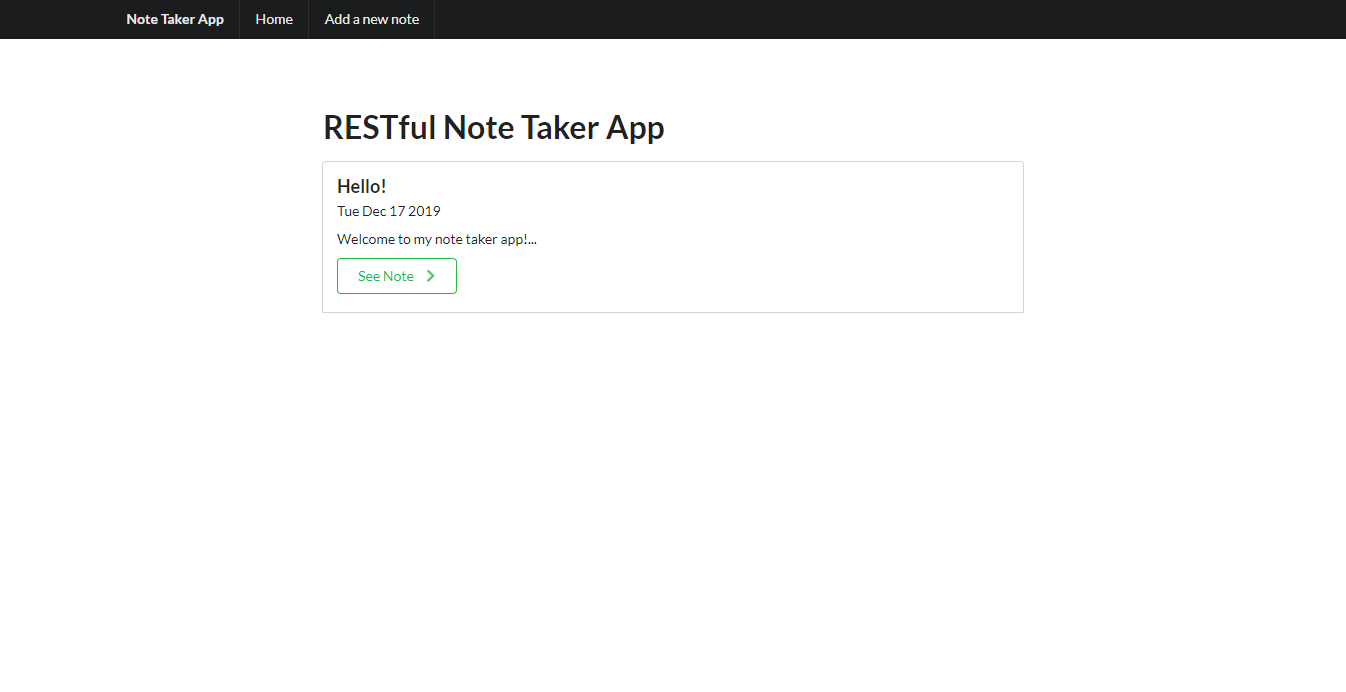 Note Taker App Home Add a new note
RESTful Note Taker App
Hello!
Tue Dec 17 2019
Welcome to my note taker app!...
See Note